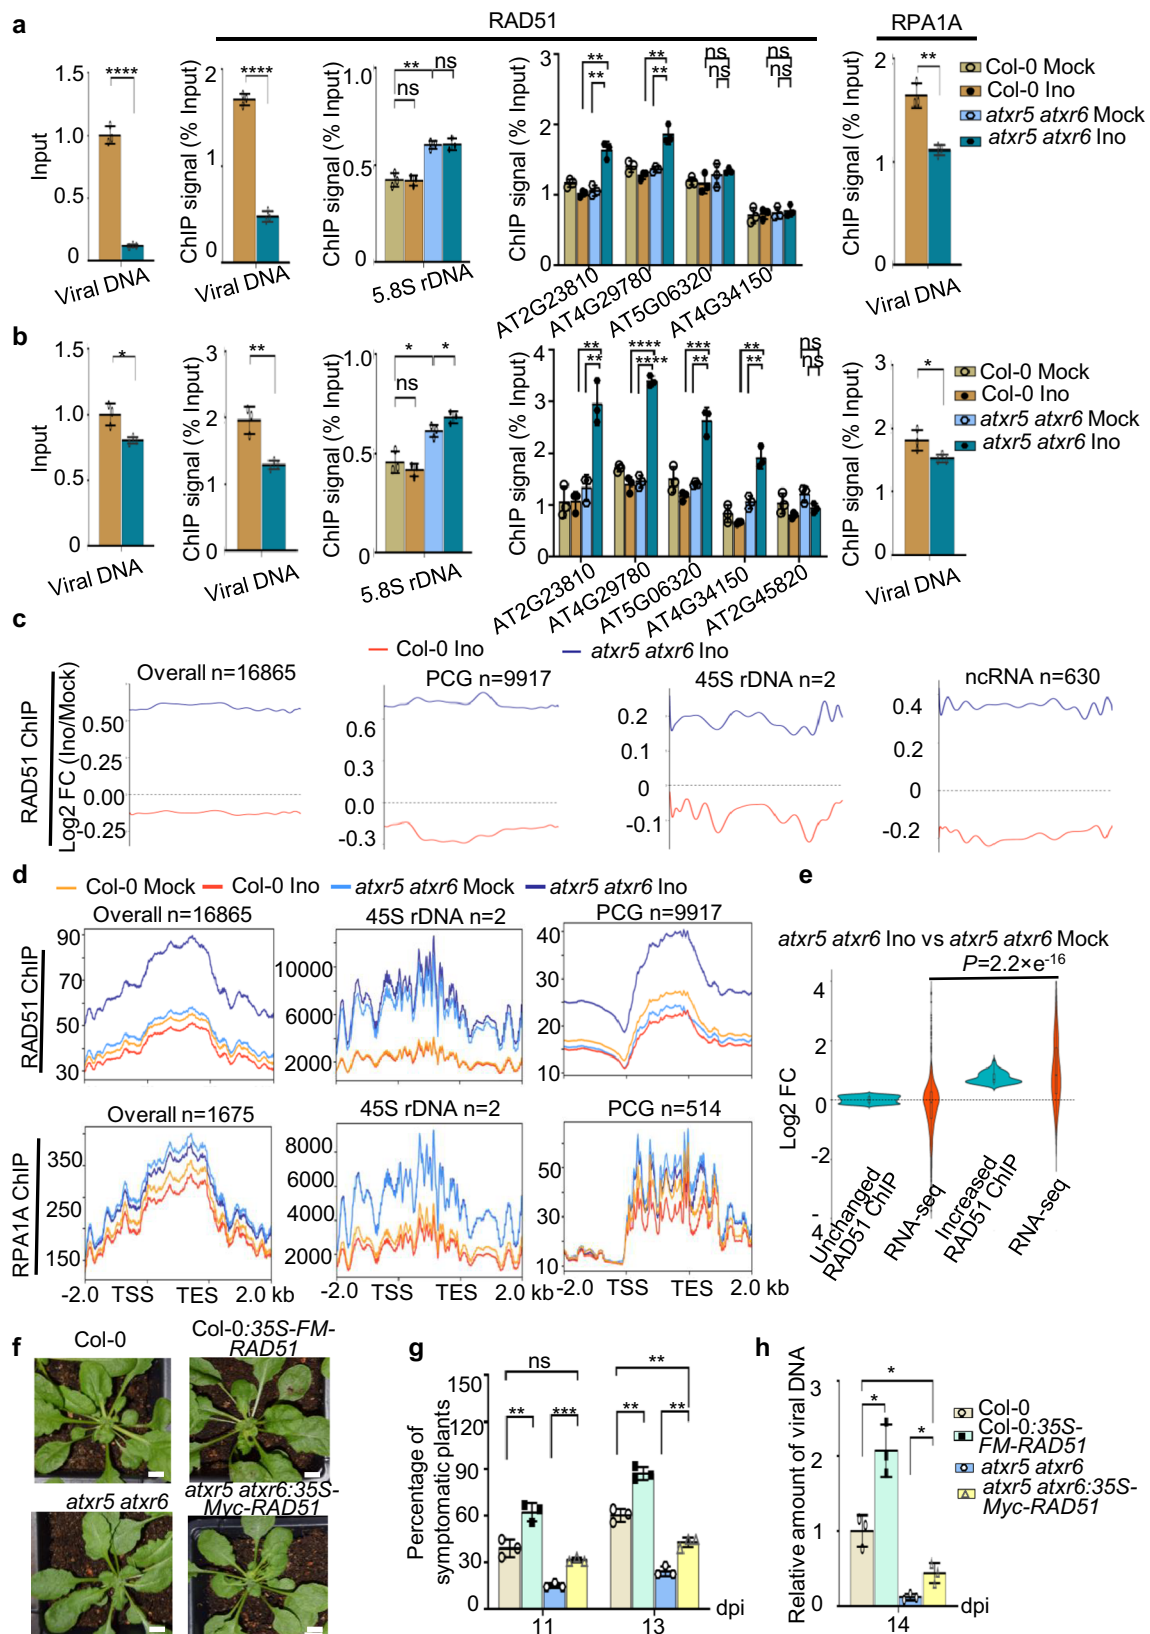 a
RAD51
RPA1A
Input
1.5
1.0
0.5
0
****
Viral DNA
ChIP signal (% Input)
2
1
0
****
Viral DNA
ChIP signal (% Input)
1.0
0.5
0
**
ns
ns
5.8S rDNA
ChIP signal (% Input)
3
2
1
0
**
**
**
**
ns
ns
ns
ns
AT2G23810
AT4G29780
AT5G06320
AT4G34150
ChIP signal (% Input)
2
1
0
**
Viral DNA
Col-0 Mock
Col-0 Ino
atxr5 atxr6 Mock
atxr5 atxr6 Ino
b
Input
1.5
1.0
0.5
0
*
Viral DNA
ChIP signal (% Input)
3
2
1
0
**
Viral DNA
ChIP signal (% Input)
1.0
0.5
0
*
*
ns
5.8S rDNA
ChIP signal (% Input)
4
3
2
1
0
**
**
****
****
***
**
**
**
ns
ns
AT2G23810
AT4G29780
AT5G06320
AT4G34150
AT2G45820
ChIP signal (% Input)
3
2
1
0
*
Viral DNA
Col-0 Mock
Col-0 Ino
atxr5 atxr6 Mock
atxr5 atxr6 Ino
c
Col-0 Ino
atxr5 atxr6 Ino
RAD51 ChIP
Log2 FC (Ino/Mock)
Overall n=16865
0.50
0.25
0.00
-0.25
PCG n=9917
0.6
0.3
0.0
-0.3
45S rDNA n=2
0.2
0.1
0
-0.1
ncRNA n=630
0.4
0.2
0
-0.2
d
Col-0 Mock
Col-0 Ino
atxr5 atxr6 Mock
atxr5 atxr6 Ino
RAD51 ChIP
Overall n=16865
90
70
50
30
45S rDNA n=2
10000
6000
2000
PCG n=9917
40
30
20
10
RPA1A ChIP
Overall n=1675
350
250
150
45S rDNA n=2
8000
6000
4000
2000
PCG n=514
50
30
10
-2.0 TSS TES 2.0 kb
TSS TES 2.0 kb
-2.0 TSS TES 2.0 kb
e
atxr5 atxr6 Ino vs atxr5 atxr6 Mock
P=2.2×e-16
Log2 FC
4
2
0
-2
-
4
Unchanged
RAD51 ChIP
RNA-seq
Increased
RAD51 ChIP
RNA-seq
f
Col-0
Col-0:35S-FM-
RAD51
atxr5 atxr6
atxr5 atxr6:35S-
Myc-RAD51
g
Percentage of
symptomatic plants
150
120
90
60
30
0
ns
**
***
**
**
**
11
13
dpi
h
Relative amount of viral DNA
3
2
1
0
*
*
*
14
dpi
Col-0
Col-0:35S-
FM-RAD51
atxr5 atxr6
atxr5 atxr6:35S-
Myc-RAD51